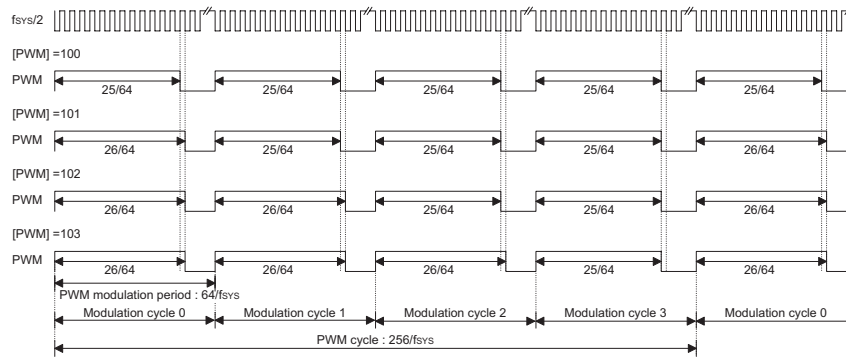 fSYS/2
[PWM] =100
PWM
25/64 25/64 25/64 25/64 25/64
[PWM] =101
PWM
26/64 25/64 25/64 25/64 26/64
[PWM] =102
PWM
26/64 26/64 25/64 25/64 26/64
[PWM] =103
PWM
26/64 26/64 26/64 25/64 26/64
PWM modulation period : 64/fSYS
Modulation cycle 0 Modulation cycle 1 Modulation cycle 2 Modulation cycle 3 Modulation cycle 0
PWM cycle : 256/fSYS